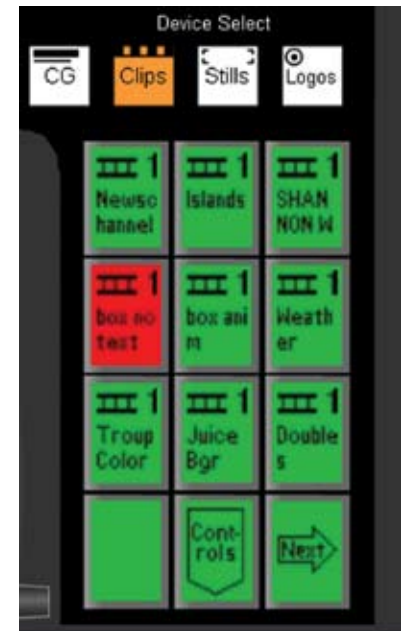 Device Select
CG Clips Stills Logos
1 1 1
Newsc Islands SHAN
hannel NON W
1 1 1
box no box ani Weath
text m er
1 1 1
Troup Juice Double
Color Bgr s
Cont- Next
rols